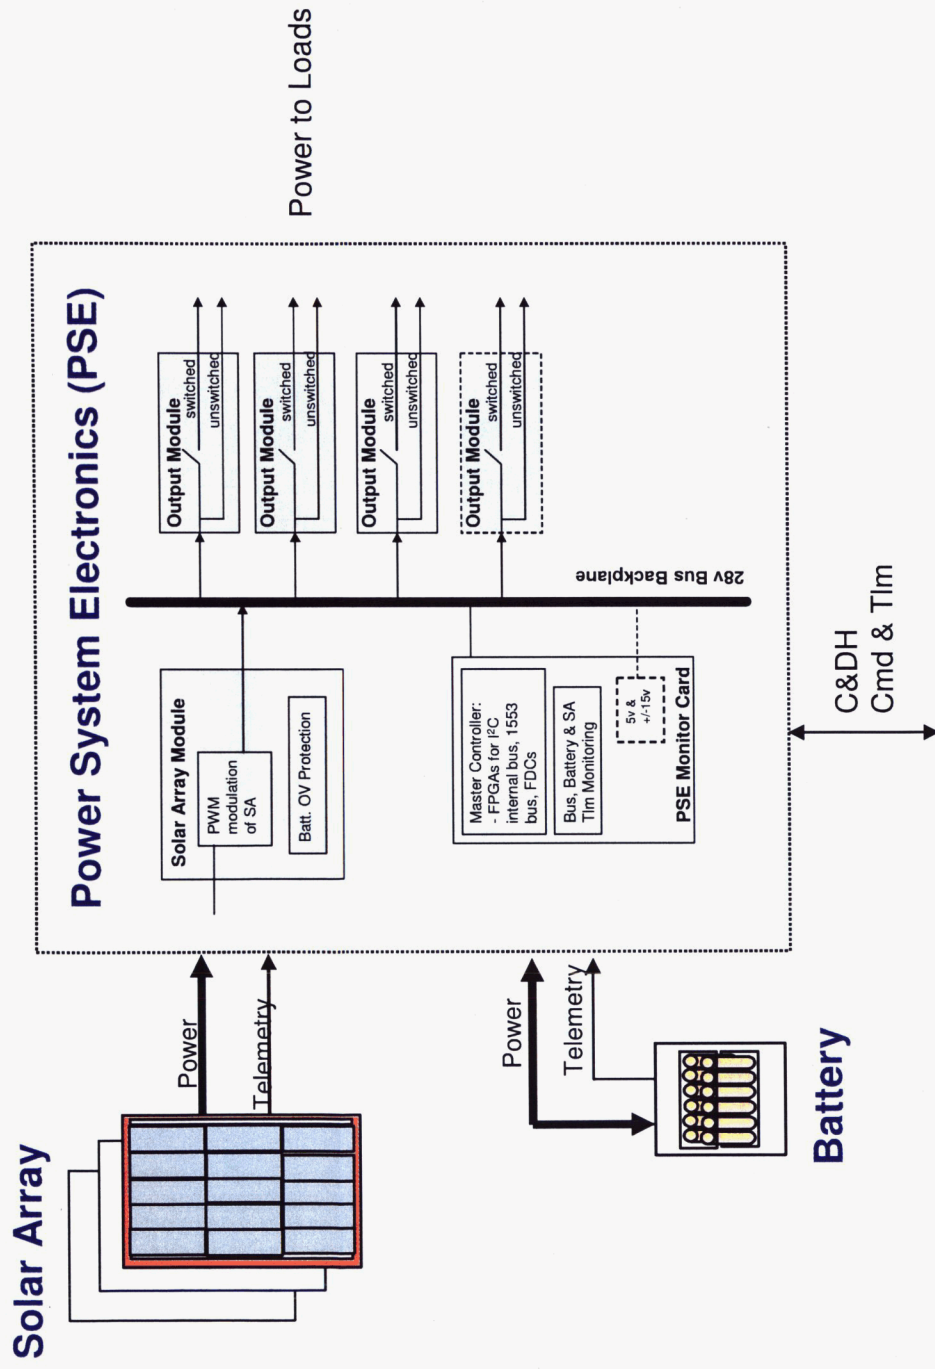 Power System Electronics (PSE)
Solar Array
Power
Telemetry
Solar Array Module
PWM
modulation
of SA
Batt. OV Protection
Output Module
switched
unswitched
Output Module
switched
unswitched
Output Module
switched
unswitched
Output Module
switched
unswitched
Power to Loads
28v Bus Backplane
Master Controller:
- FPGAs for I²C
internal bus, 1553
bus, FDCs
Bus, Battery & SA
Tlm Monitoring
5v &
+/-15v
PSE Monitor Card
Power
Telemetry
Battery
C&DH
Cmd & Tlm